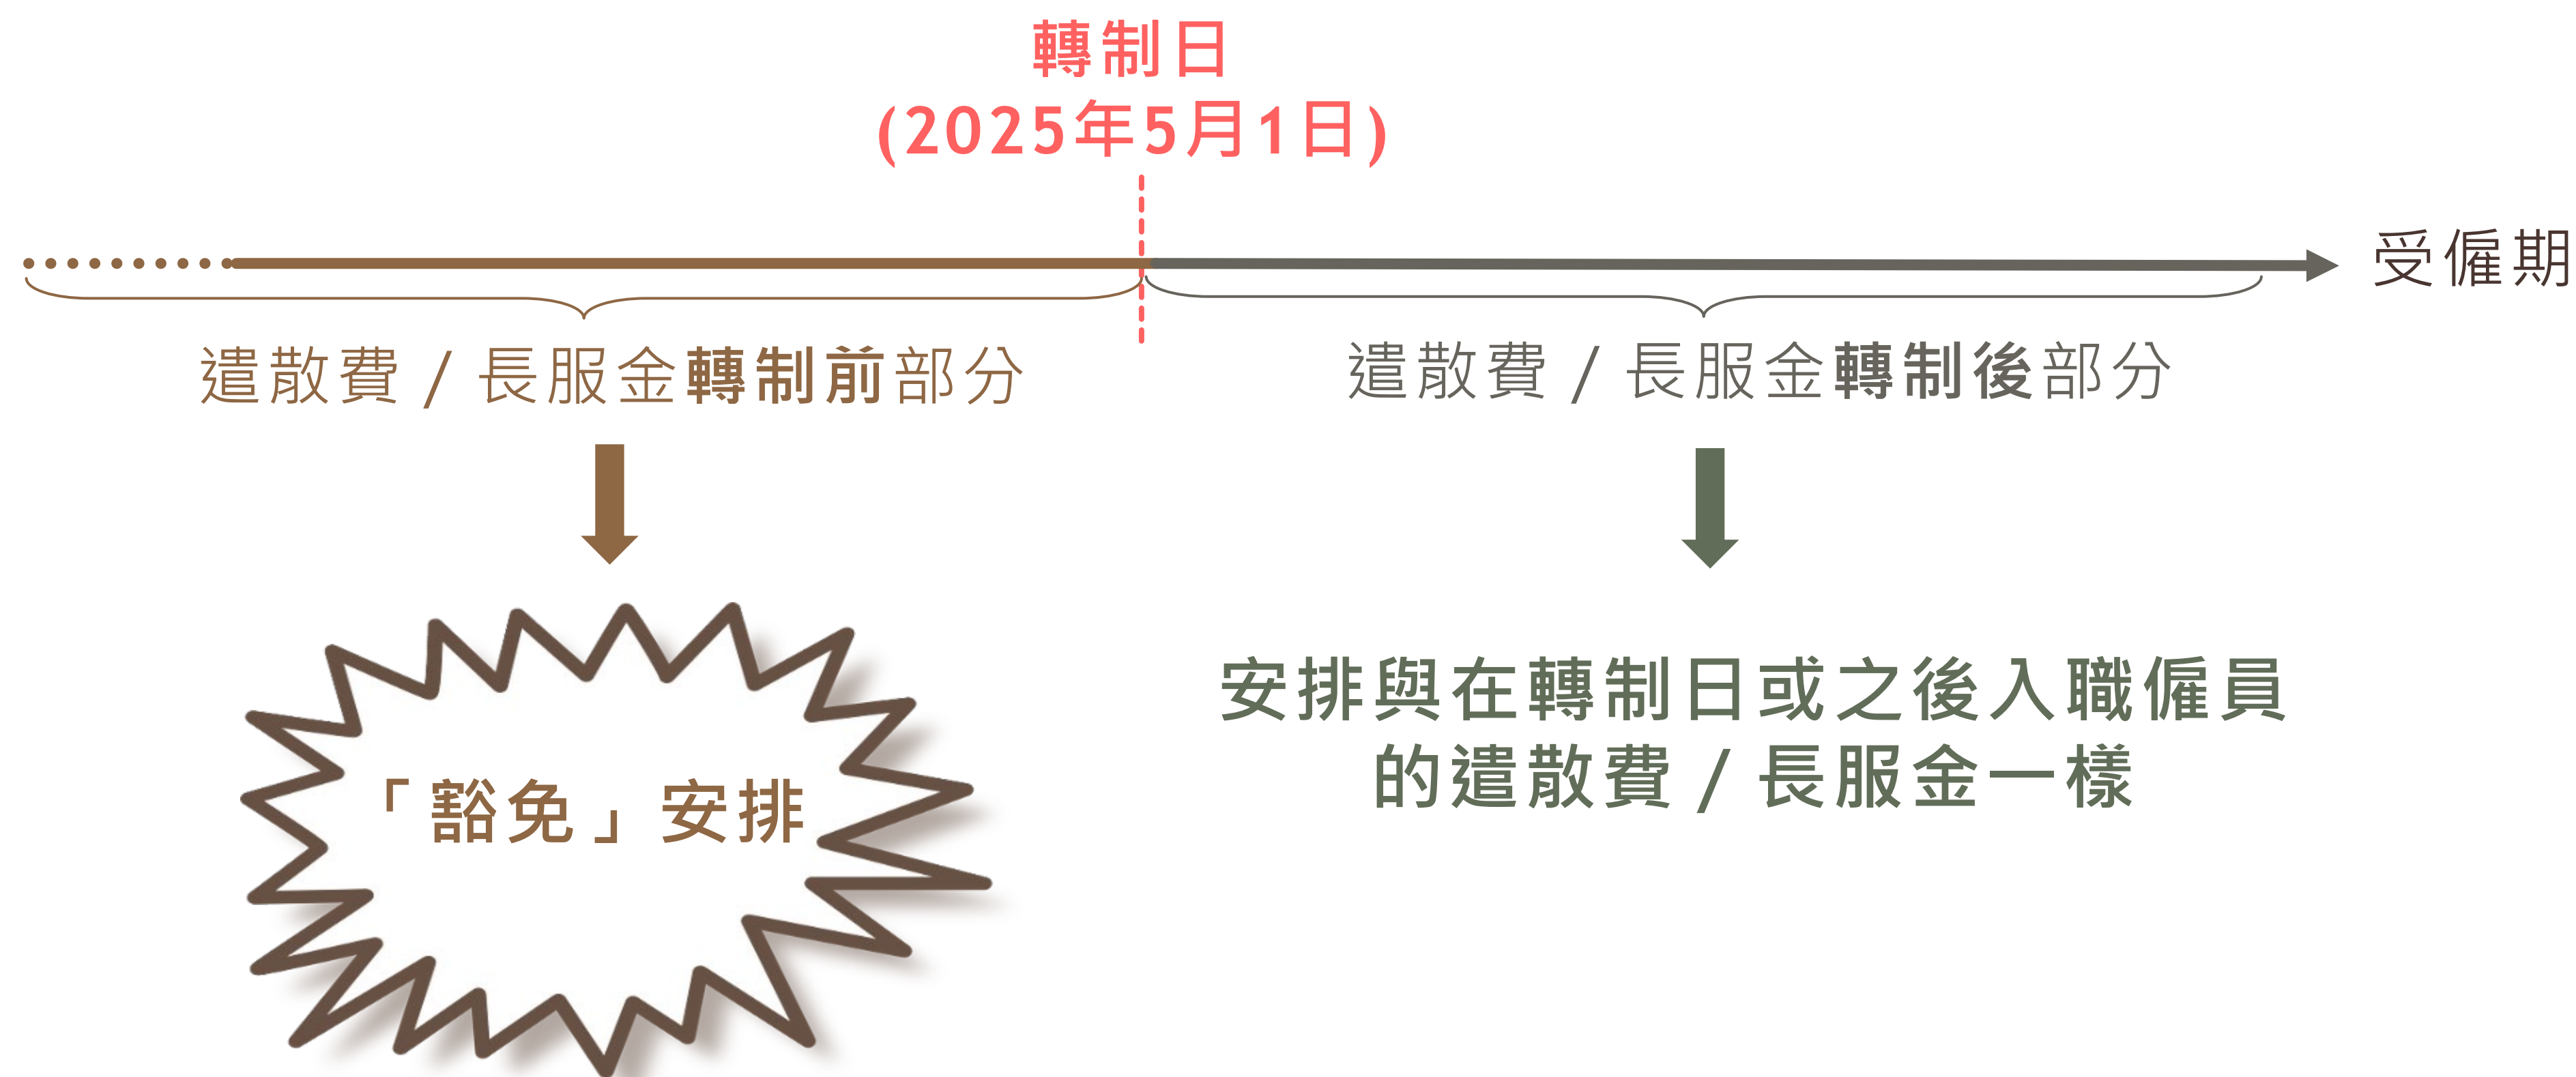 轉制日
(2025年5月1日)
受僱期
遣散費 / 長服金轉制前部分
遣散費 / 長服金轉制後部分
「豁免」安排
安排與在轉制日或之後入職僱員
的遣散費 / 長服金一樣